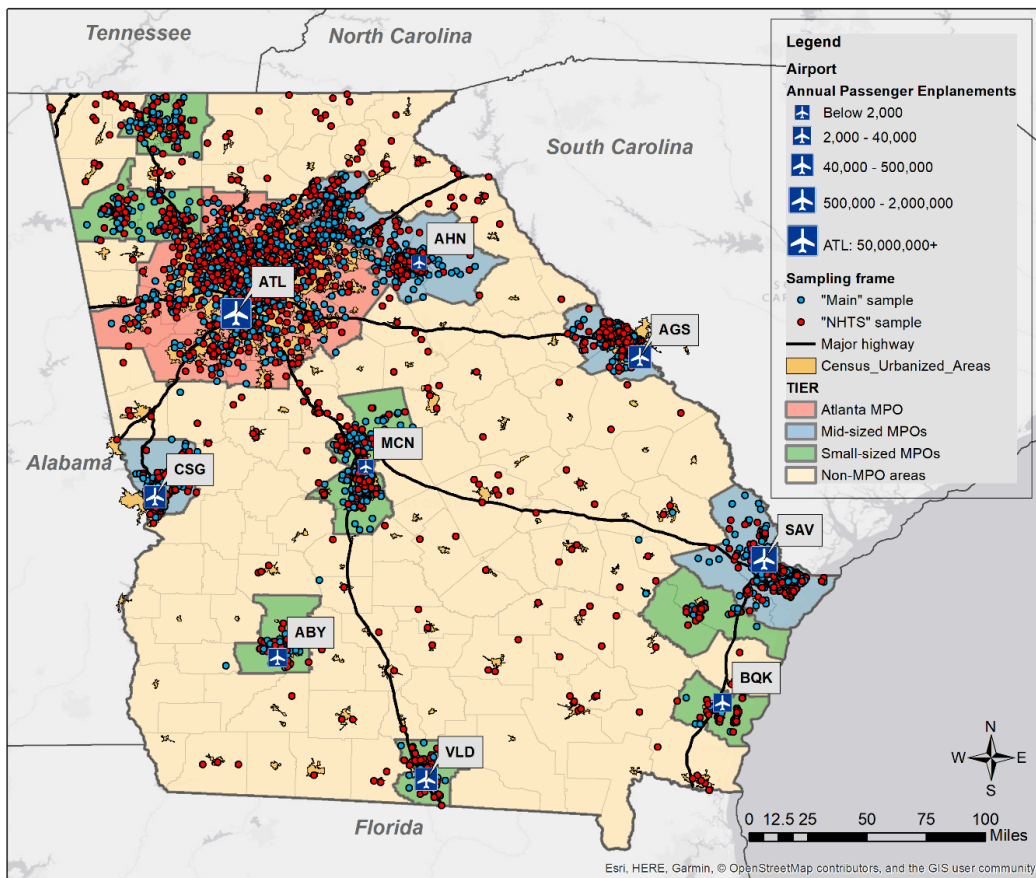 Tennessee
North Carolina
South Carolina
Alabama
Florida
AHN
ATL
AGS
MCN
CSG
SAV
ABY
BQK
VLD
Legend
Airport
Annual Passenger Enplanements
Below 2,000
2,000 - 40,000
40,000 - 500,000
500,000 - 2,000,000
ATL: 50,000,000+
Sampling frame
"Main" sample
"NHTS" sample
Major highway
Census_Urbanized_Areas
TIER
Atlanta MPO
Mid-sized MPOs
Small-sized MPOs
Non-MPO areas
N
W E
S
0 12.5 25 50 75 100
Miles
Esri, HERE, Garmin, © OpenStreetMap contributors, and the GIS user community